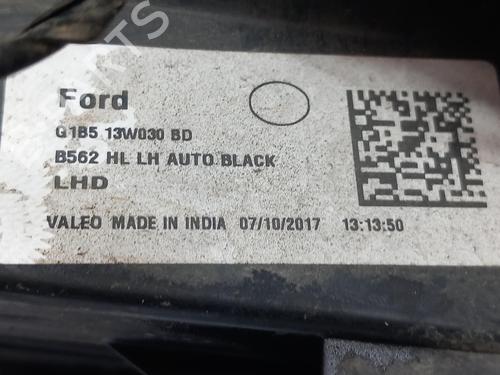 Ford
G1B5 13W030 BD
B562 HL LH AUTO BLACK
LHD
VALEO MADE IN INDIA 07/10/2017 13:13:50